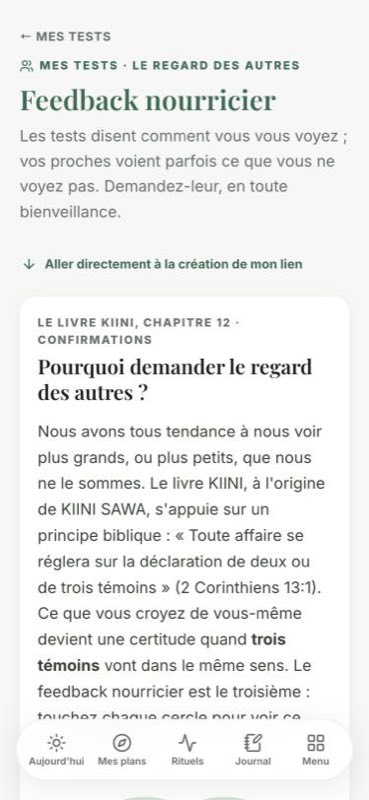 ← MES TESTS
MES TESTS · LE REGARD DES AUTRES
Feedback nourricier
Les tests disent comment vous vous voyez ;
vos proches voient parfois ce que vous ne
voyez pas. Demandez-leur, en toute
bienveillance.
↓ Aller directement à la création de mon lien
LE LIVRE KIINI, CHAPITRE 12 ·
CONFIRMATIONS
Pourquoi demander le regard
des autres ?
Nous avons tous tendance à nous voir
plus grands, ou plus petits, que nous
ne le sommes. Le livre KIINI, à l'origine
de KIINI SAWA, s'appuie sur un
principe biblique : « Toute affaire se
réglera sur la déclaration de deux ou
de trois témoins » (2 Corinthiens 13:1).
Ce que vous croyez de vous-même
devient une certitude quand trois
témoins vont dans le même sens. Le
feedback nourricier est le troisième :
touchez chaque cercle pour voir ce
Aujourd'hui
Mes plans
Rituels
Journal
Menu